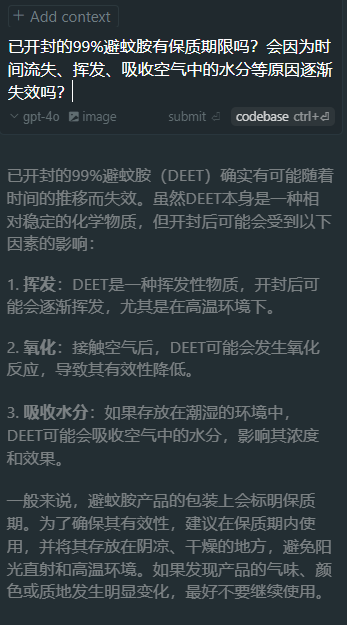 + Add context
已开封的99%避蚊胺有保质期限吗？会因为时
间流失、挥发、吸收空气中的水分等原因逐渐
失效吗？
gpt-4o image submit ⏎ codebase ctrl+⏎
已开封的99%避蚊胺（DEET）确实有可能随着
时间的推移而失效。虽然DEET本身是一种相
对稳定的化学物质，但开封后可能会受到以下
因素的影响：
1. 挥发：DEET是一种挥发性物质，开封后可
能会逐渐挥发，尤其是在高温环境下。
2. 氧化：接触空气后，DEET可能会发生氧化
反应，导致其有效性降低。
3. 吸收水分：如果存放在潮湿的环境中，
DEET可能会吸收空气中的水分，影响其浓度
和效果。
一般来说，避蚊胺产品的包装上会标明保质
期。为了确保其有效性，建议在保质期内使
用，并将其存放在阴凉、干燥的地方，避免阳
光直射和高温环境。如果发现产品的气味、颜
色或质地发生明显变化，最好不要继续使用。